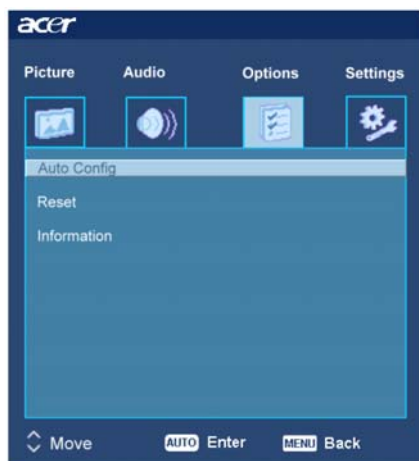 acer
Picture Audio Options Settings
Auto Config
Reset
Information
Move AUTO Enter MENU Back